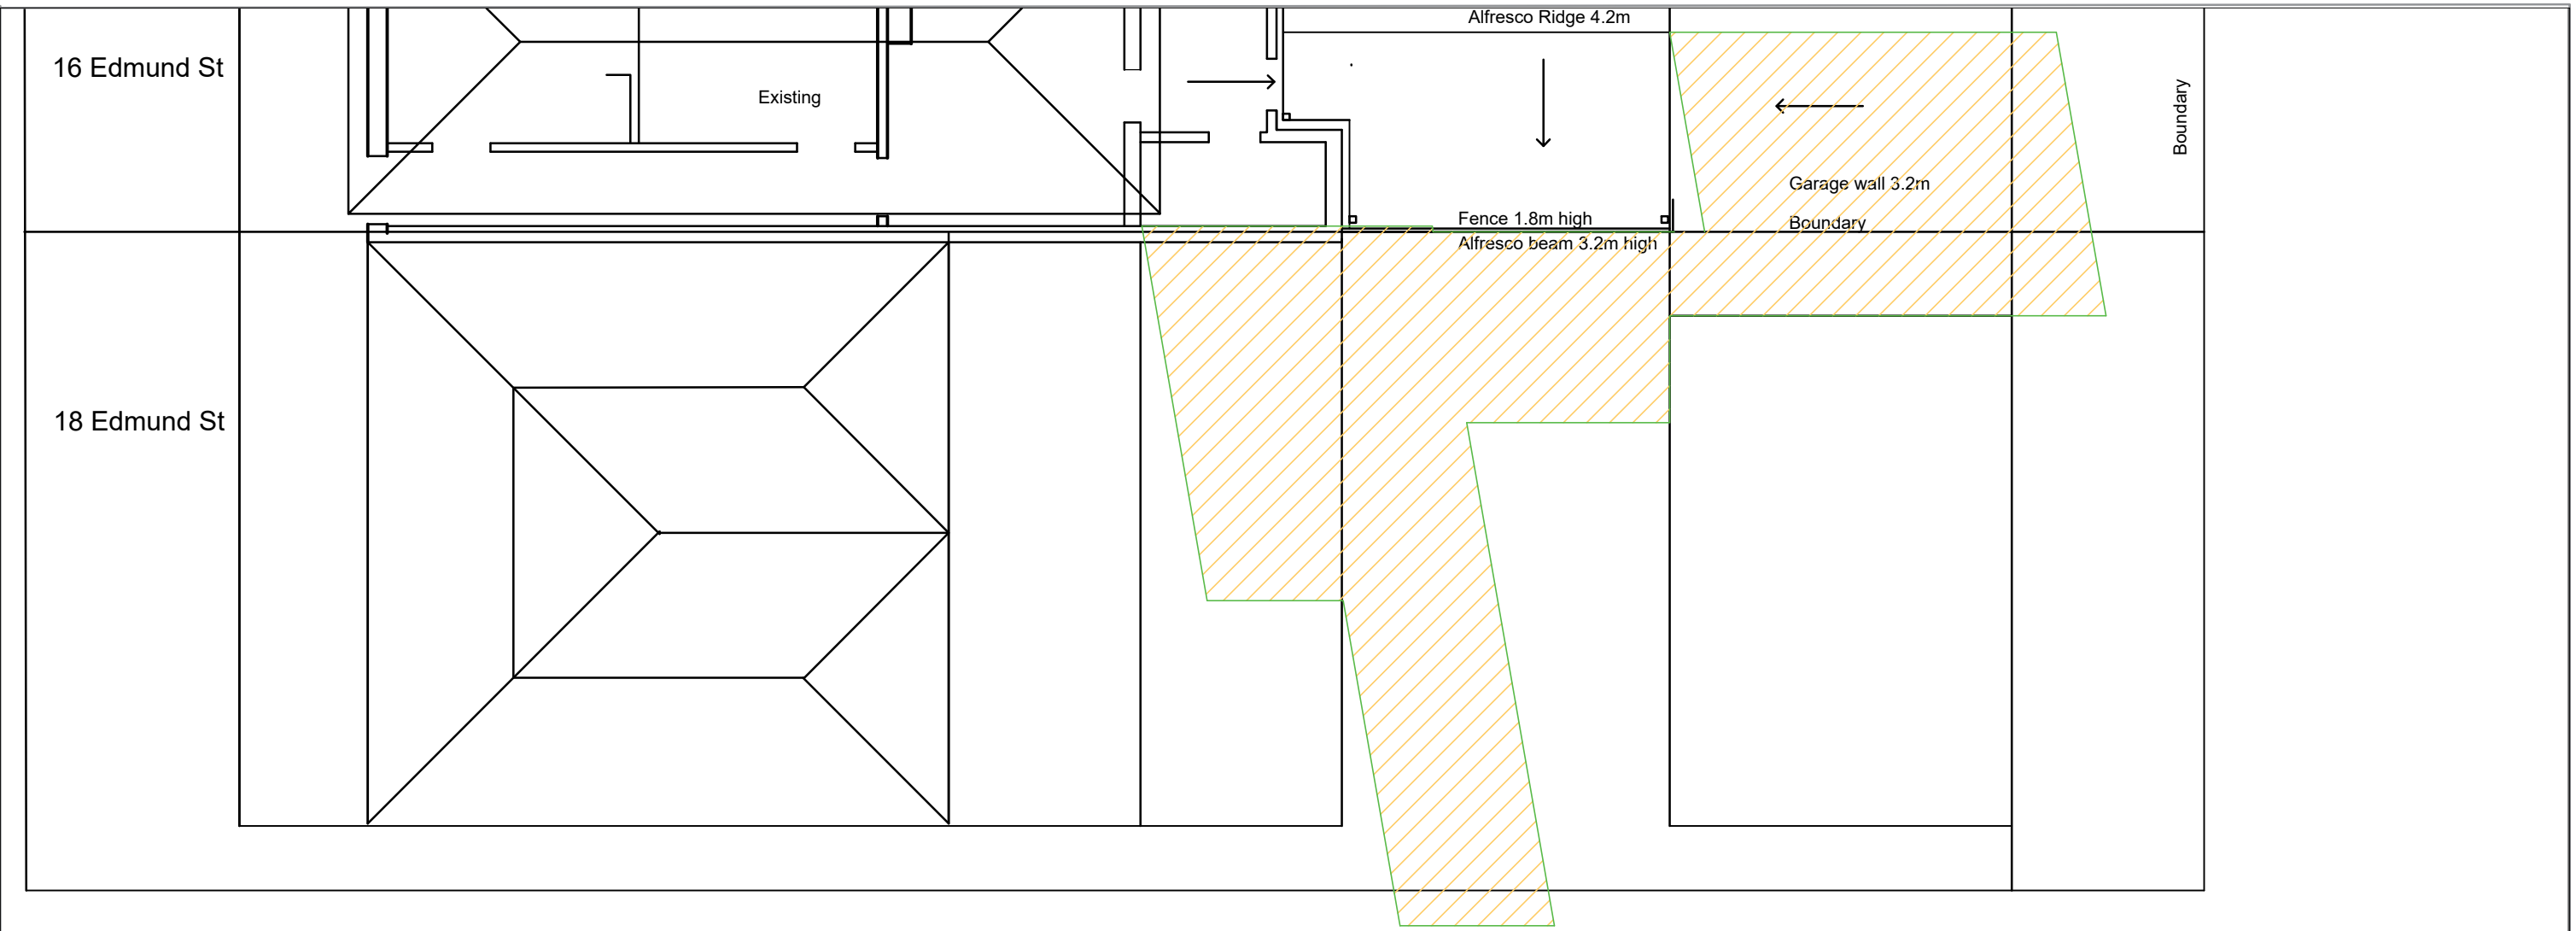 Alfresco Ridge 4.2m
16 Edmund St
Existing
Boundary
Garage wall 3.2m
Fence 1.8m high
Boundary
Alfresco beam 3.2m high
18 Edmund St